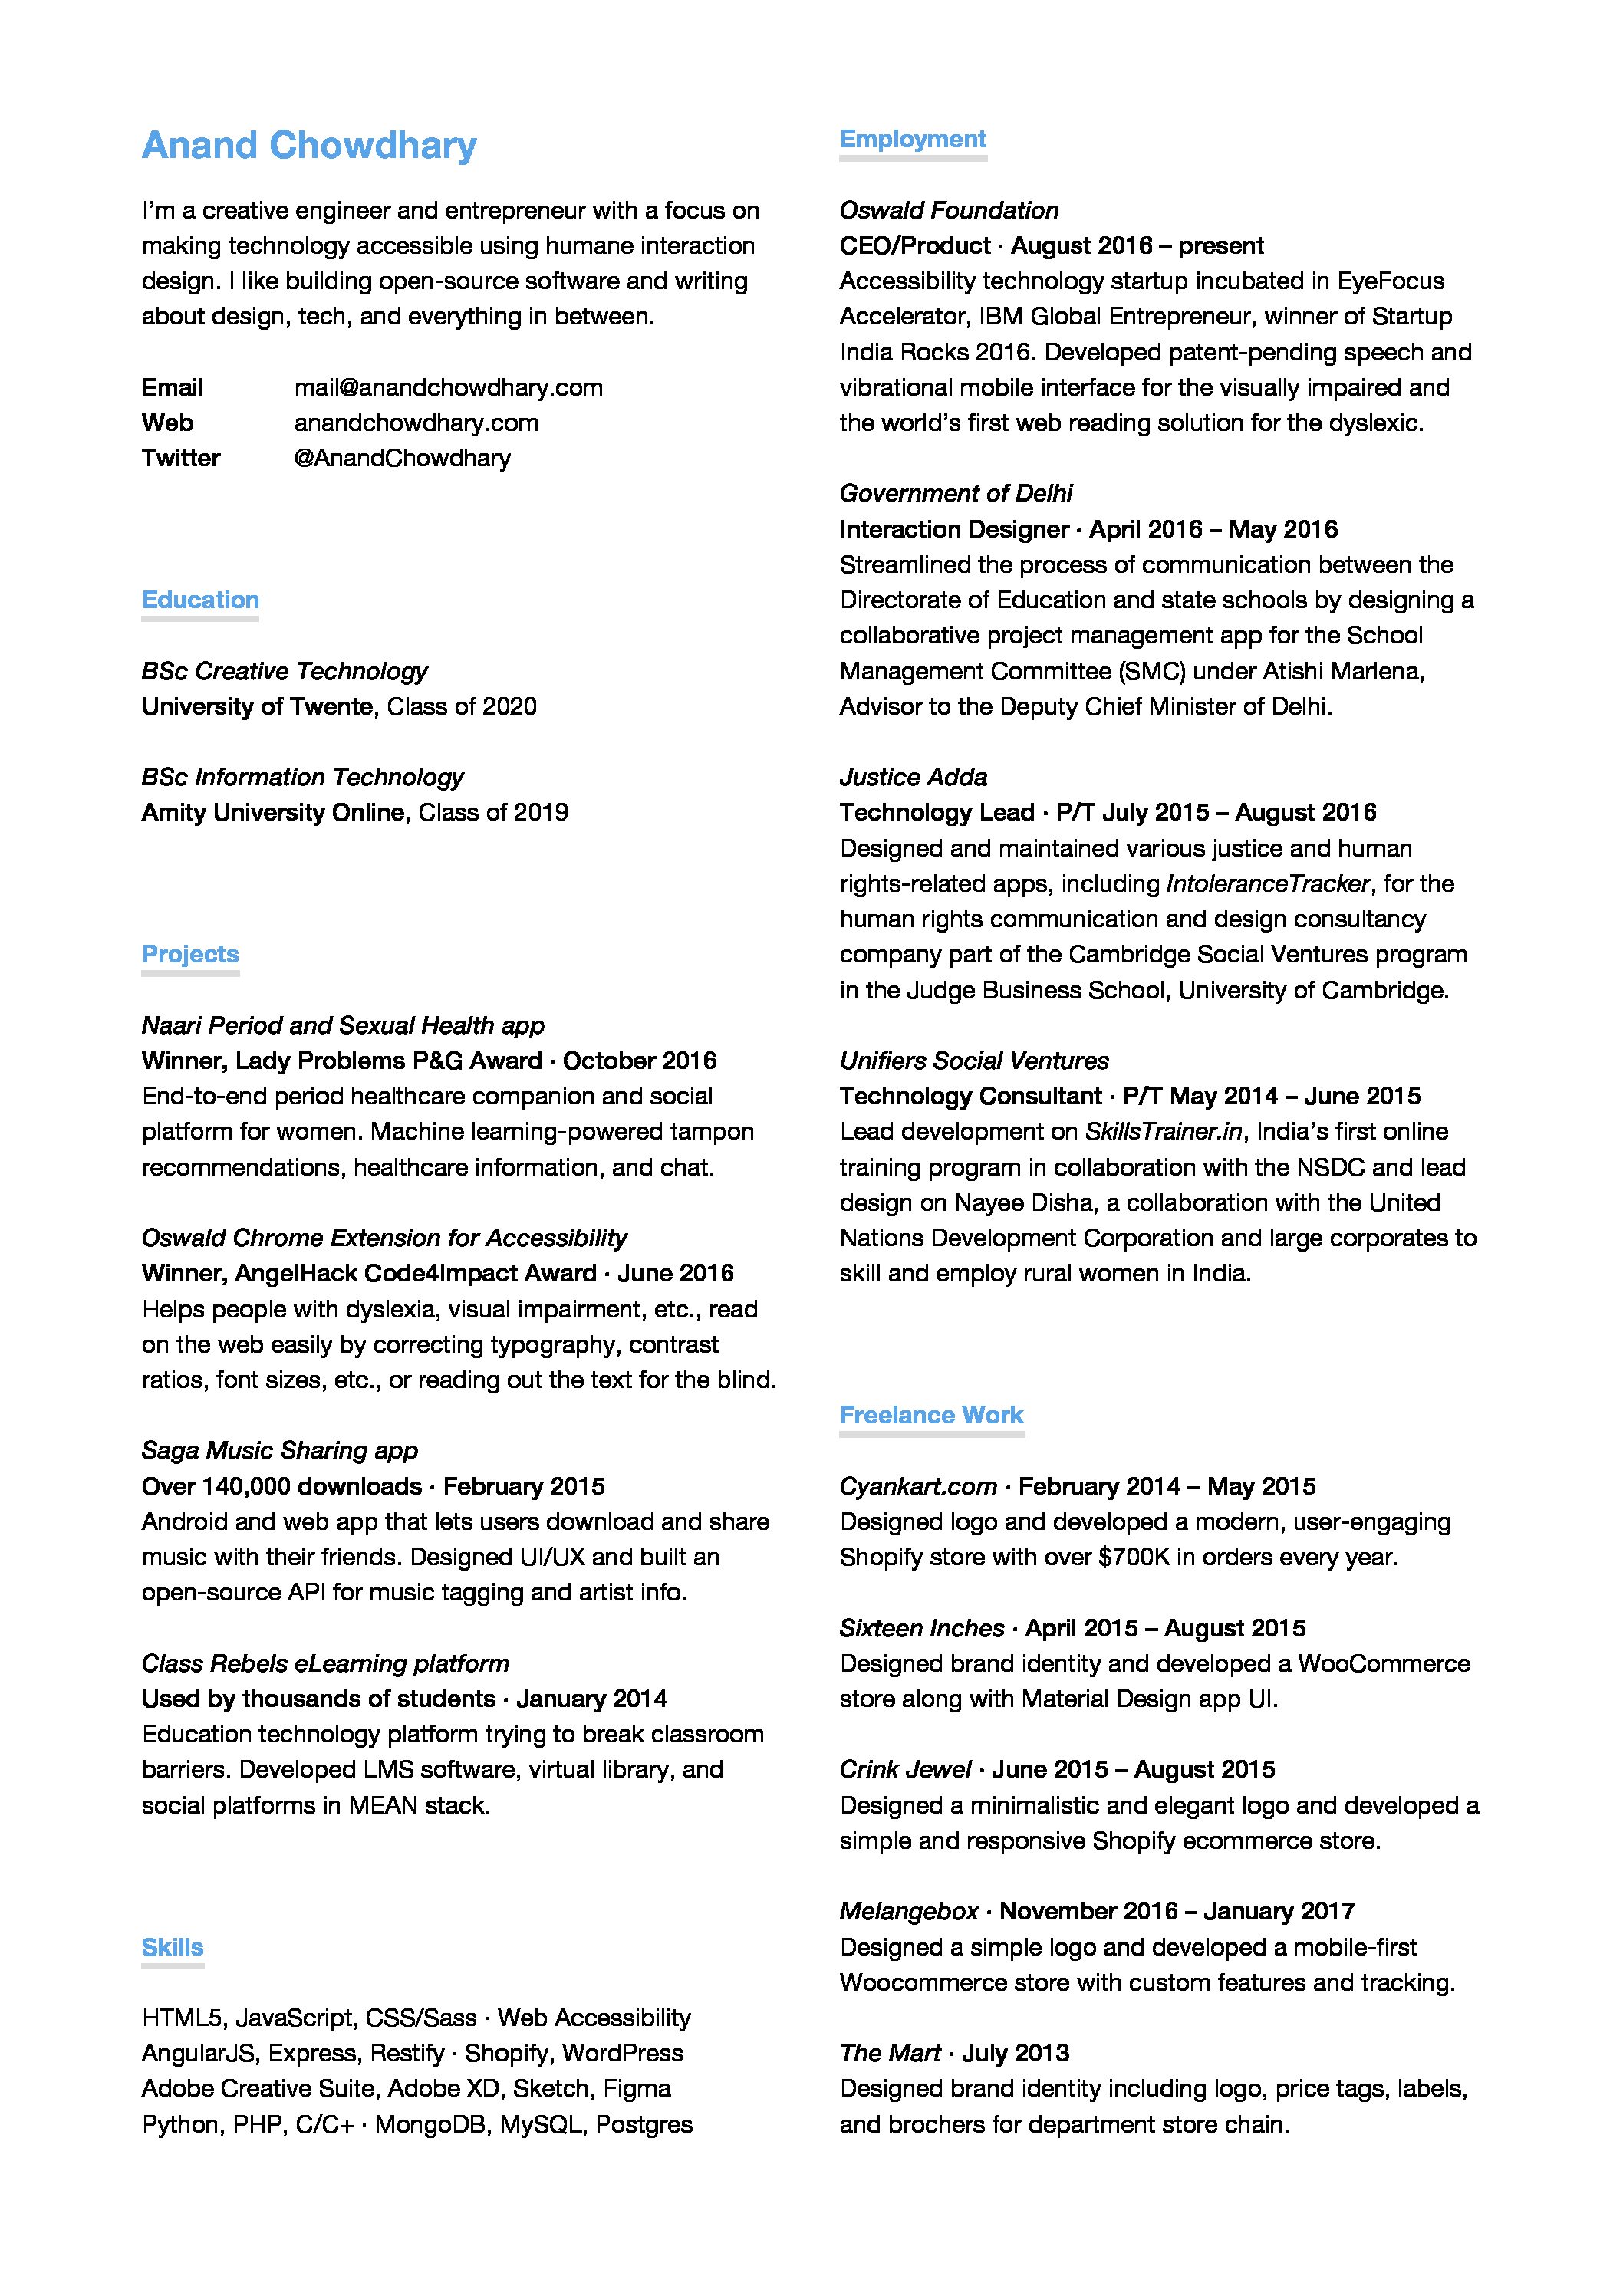 Anand Chowdhary
I’m a creative engineer and entrepreneur with a focus on
making technology accessible using humane interaction
design. I like building open-source software and writing
about design, tech, and everything in between.
Email mail@anandchowdhary.com
Web anandchowdhary.com
Twitter @AnandChowdhary
Education
BSc Creative Technology
University of Twente, Class of 2020
BSc Information Technology
Amity University Online, Class of 2019
Projects
Naari Period and Sexual Health app
Winner, Lady Problems P&G Award · October 2016
End-to-end period healthcare companion and social
platform for women. Machine learning-powered tampon
recommendations, healthcare information, and chat.
Oswald Chrome Extension for Accessibility
Winner, AngelHack Code4Impact Award · June 2016
Helps people with dyslexia, visual impairment, etc., read
on the web easily by correcting typography, contrast
ratios, font sizes, etc., or reading out the text for the blind.
Saga Music Sharing app
Over 140,000 downloads · February 2015
Android and web app that lets users download and share
music with their friends. Designed UI/UX and built an
open-source API for music tagging and artist info.
Class Rebels eLearning platform
Used by thousands of students · January 2014
Education technology platform trying to break classroom
barriers. Developed LMS software, virtual library, and
social platforms in MEAN stack.
Skills
HTML5, JavaScript, CSS/Sass · Web Accessibility
AngularJS, Express, Restify · Shopify, WordPress
Adobe Creative Suite, Adobe XD, Sketch, Figma
Python, PHP, C/C+ · MongoDB, MySQL, Postgres
Employment
Oswald Foundation
CEO/Product · August 2016 – present
Accessibility technology startup incubated in EyeFocus
Accelerator, IBM Global Entrepreneur, winner of Startup
India Rocks 2016. Developed patent-pending speech and
vibrational mobile interface for the visually impaired and
the world’s first web reading solution for the dyslexic.
Government of Delhi
Interaction Designer · April 2016 – May 2016
Streamlined the process of communication between the
Directorate of Education and state schools by designing a
collaborative project management app for the School
Management Committee (SMC) under Atishi Marlena,
Advisor to the Deputy Chief Minister of Delhi.
Justice Adda
Technology Lead · P/T July 2015 – August 2016
Designed and maintained various justice and human
rights-related apps, including IntoleranceTracker, for the
human rights communication and design consultancy
company part of the Cambridge Social Ventures program
in the Judge Business School, University of Cambridge.
Unifiers Social Ventures
Technology Consultant · P/T May 2014 – June 2015
Lead development on SkillsTrainer.in, India’s first online
training program in collaboration with the NSDC and lead
design on Nayee Disha, a collaboration with the United
Nations Development Corporation and large corporates to
skill and employ rural women in India.
Freelance Work
Cyankart.com · February 2014 – May 2015
Designed logo and developed a modern, user-engaging
Shopify store with over $700K in orders every year.
Sixteen Inches · April 2015 – August 2015
Designed brand identity and developed a WooCommerce
store along with Material Design app UI.
Crink Jewel · June 2015 – August 2015
Designed a minimalistic and elegant logo and developed a
simple and responsive Shopify ecommerce store.
Melangebox · November 2016 – January 2017
Designed a simple logo and developed a mobile-first
Woocommerce store with custom features and tracking.
The Mart · July 2013
Designed brand identity including logo, price tags, labels,
and brochers for department store chain.